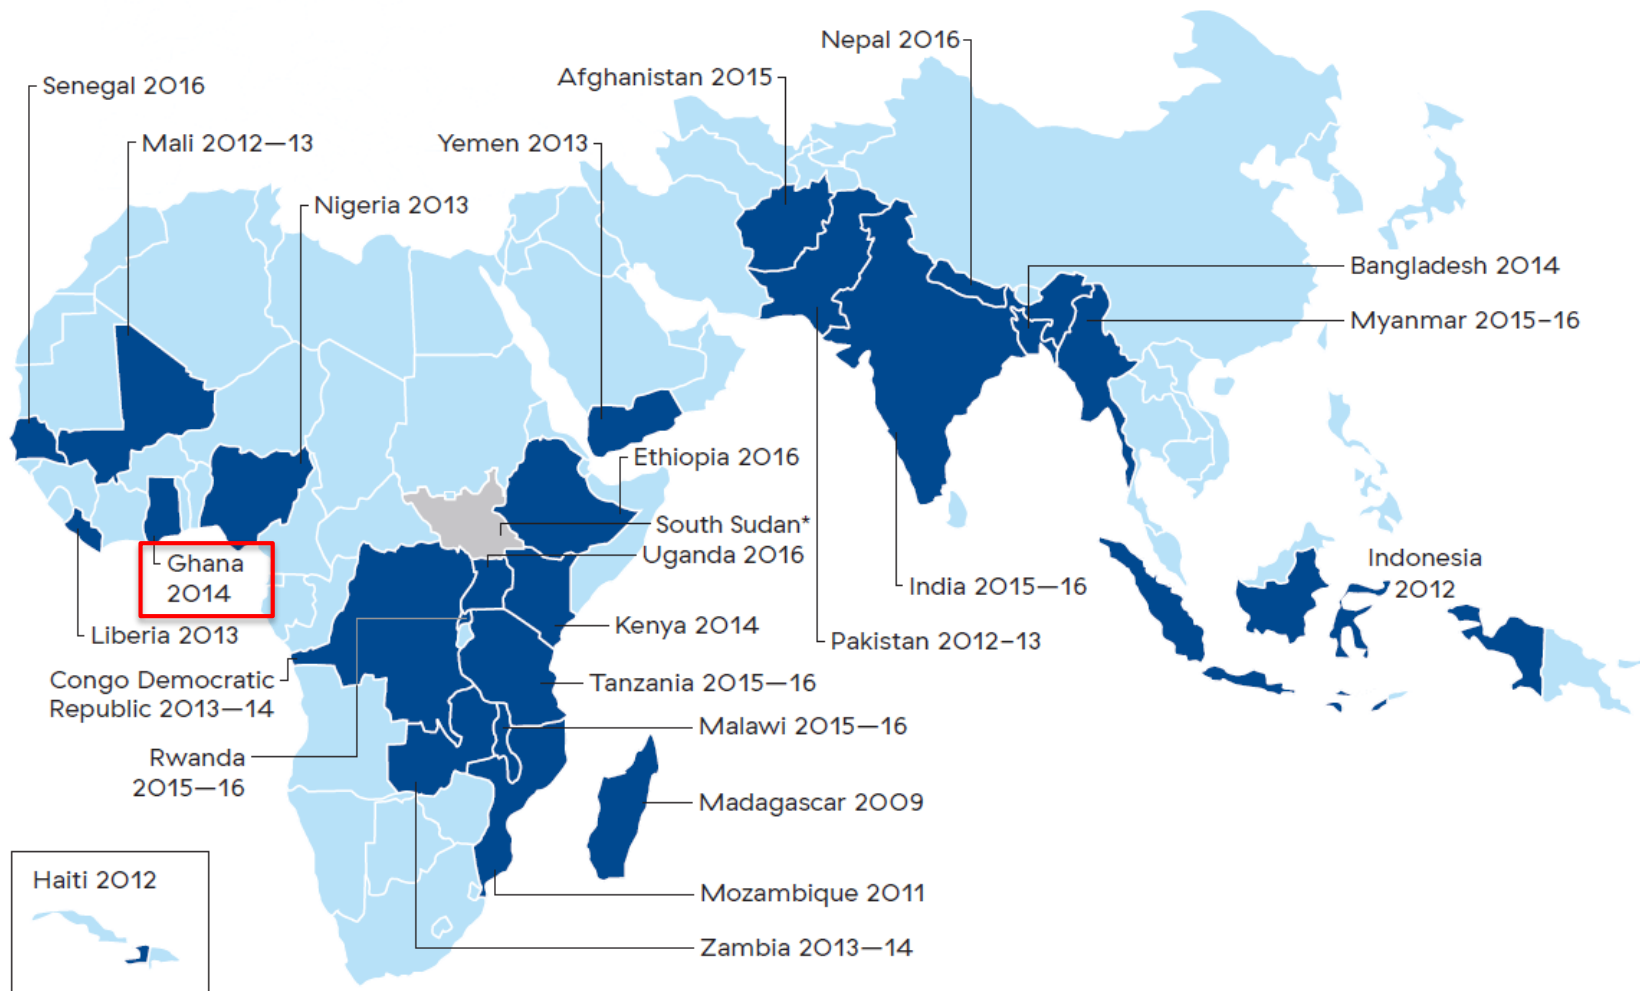 Nepal 2016
Afghanistan 2015
Senegal 2016
Mali 2012–13
Yemen 2013
Nigeria 2013
Bangladesh 2014
Myanmar 2015–16
Ethiopia 2016
South Sudan*
Uganda 2016
Ghana
2014
Indonesia
2012
India 2015–16
Liberia 2013
Kenya 2014
Pakistan 2012–13
Congo Democratic
Republic 2013–14
Tanzania 2015–16
Malawi 2015–16
Rwanda
2015–16
Madagascar 2009
Haiti 2012
Mozambique 2011
Zambia 2013–14